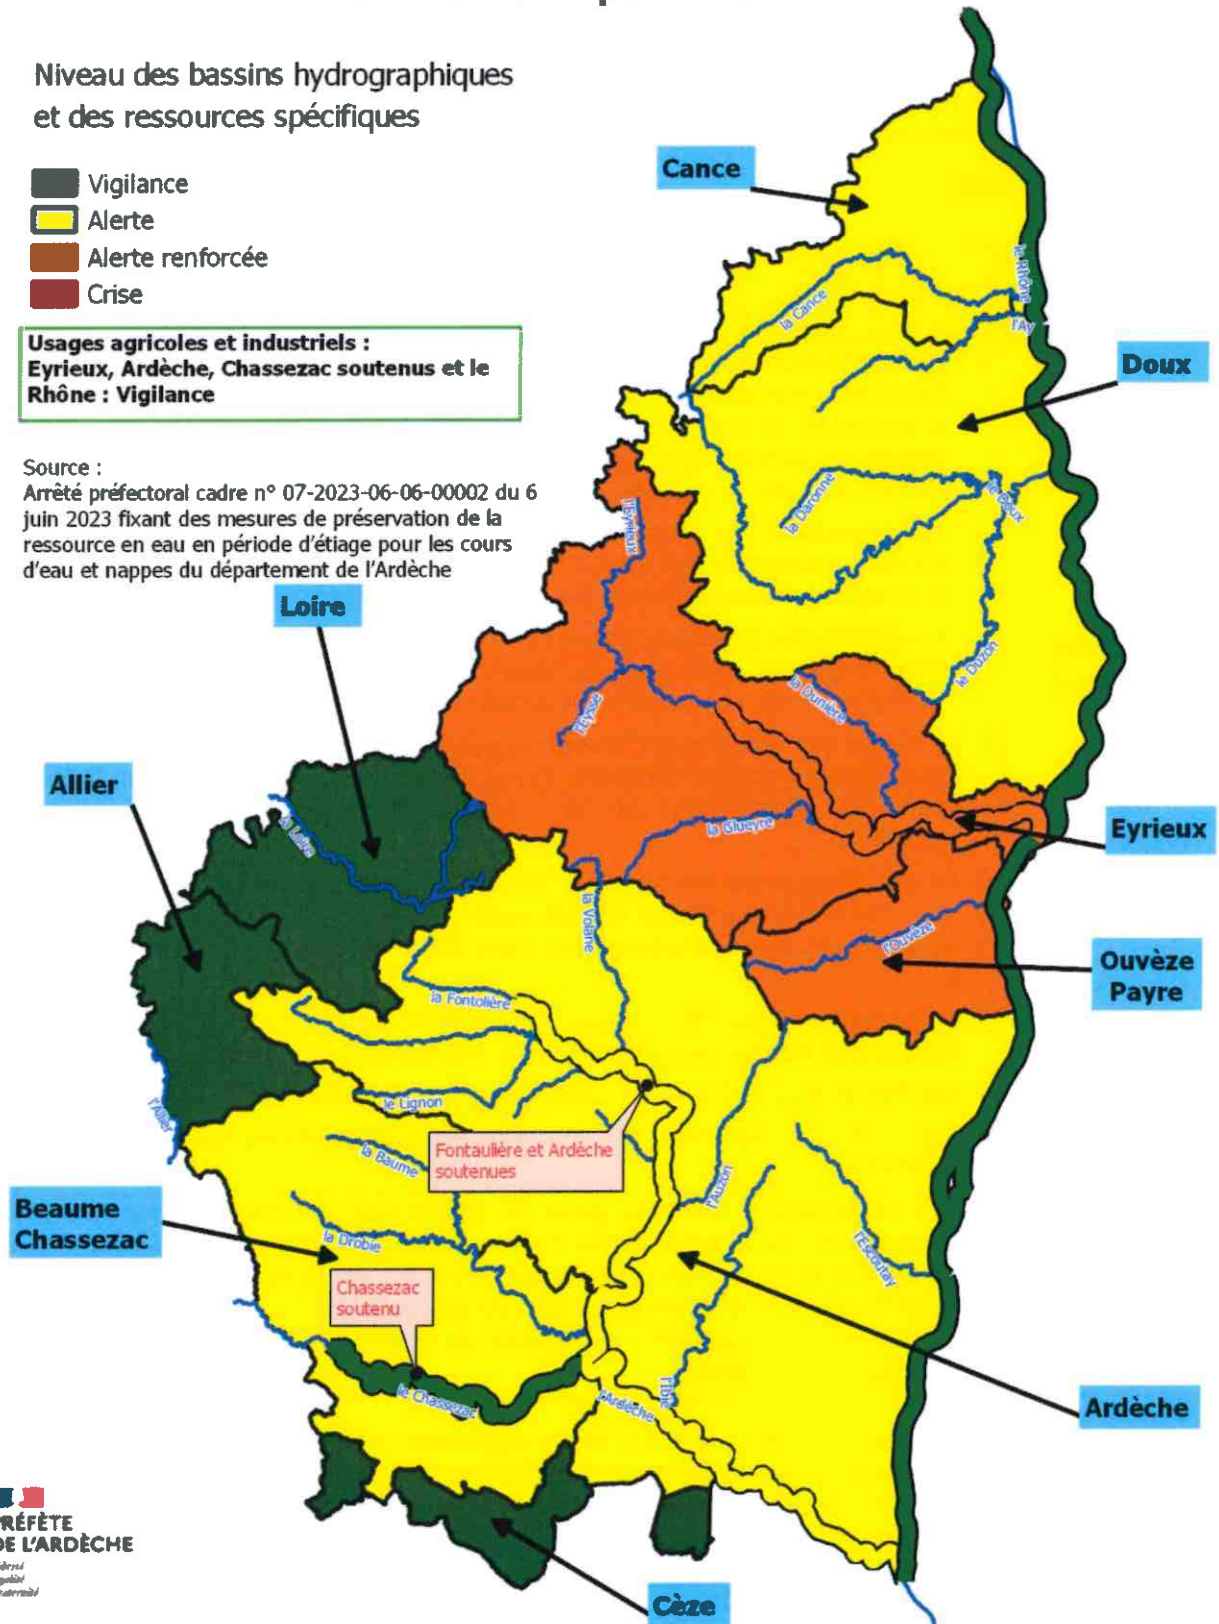 Niveau des bassins hydrographiques
et des ressources spécifiques
Vigilance
Alerte
Alerte renforcée
Crise
Usages agricoles et industriels :
Eyrieux, Ardèche, Chassezac soutenus et le
Rhône : Vigilance
Source :
Arrêté préfectoral cadre n° 07-2023-06-06-00002 du 6
juin 2023 fixant des mesures de préservation de la
ressource en eau en période d'étiage pour les cours
d'eau et nappes du département de l'Ardèche
Cance
le Rhône
la Cance
l'Ay
Doux
la Daronne
le Doux
l'Eyrieux
Loire
le Duzon
la Dunière
l'Eysse
Allier
la Loire
la Glueyre
Eyrieux
la Volane
l'Ouvèze
Ouvèze
Payre
la Fontolière
l'Allier
le Lignon
la Baume
Fontaulière et Ardèche
soutenues
l'Auzon
Beaume
Chassezac
la Drobie
l'Escoutay
Chassezac
soutenu
le Chassezac
l'Ardèche
l'Ibie
Ardèche
RÉFÈTE
DE L'ARDÈCHE
Cèze